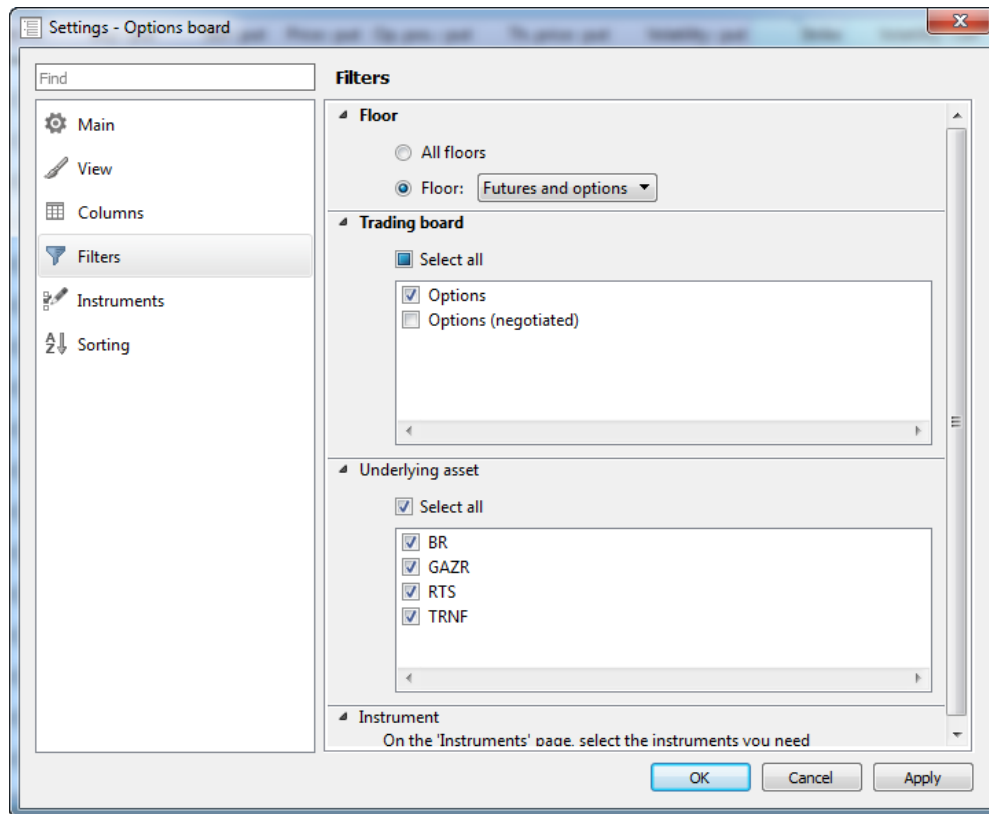 Settings - Options board
Find
Main
View
Columns
Filters
Instruments
Sorting
Filters
Floor
All floors
Floor: Futures and options
Trading board
Select all
Options
Options (negotiated)
Underlying asset
Select all
BR
GAZR
RTS
TRNF
Instrument
On the 'Instruments' page, select the instruments you need
OK Cancel Apply